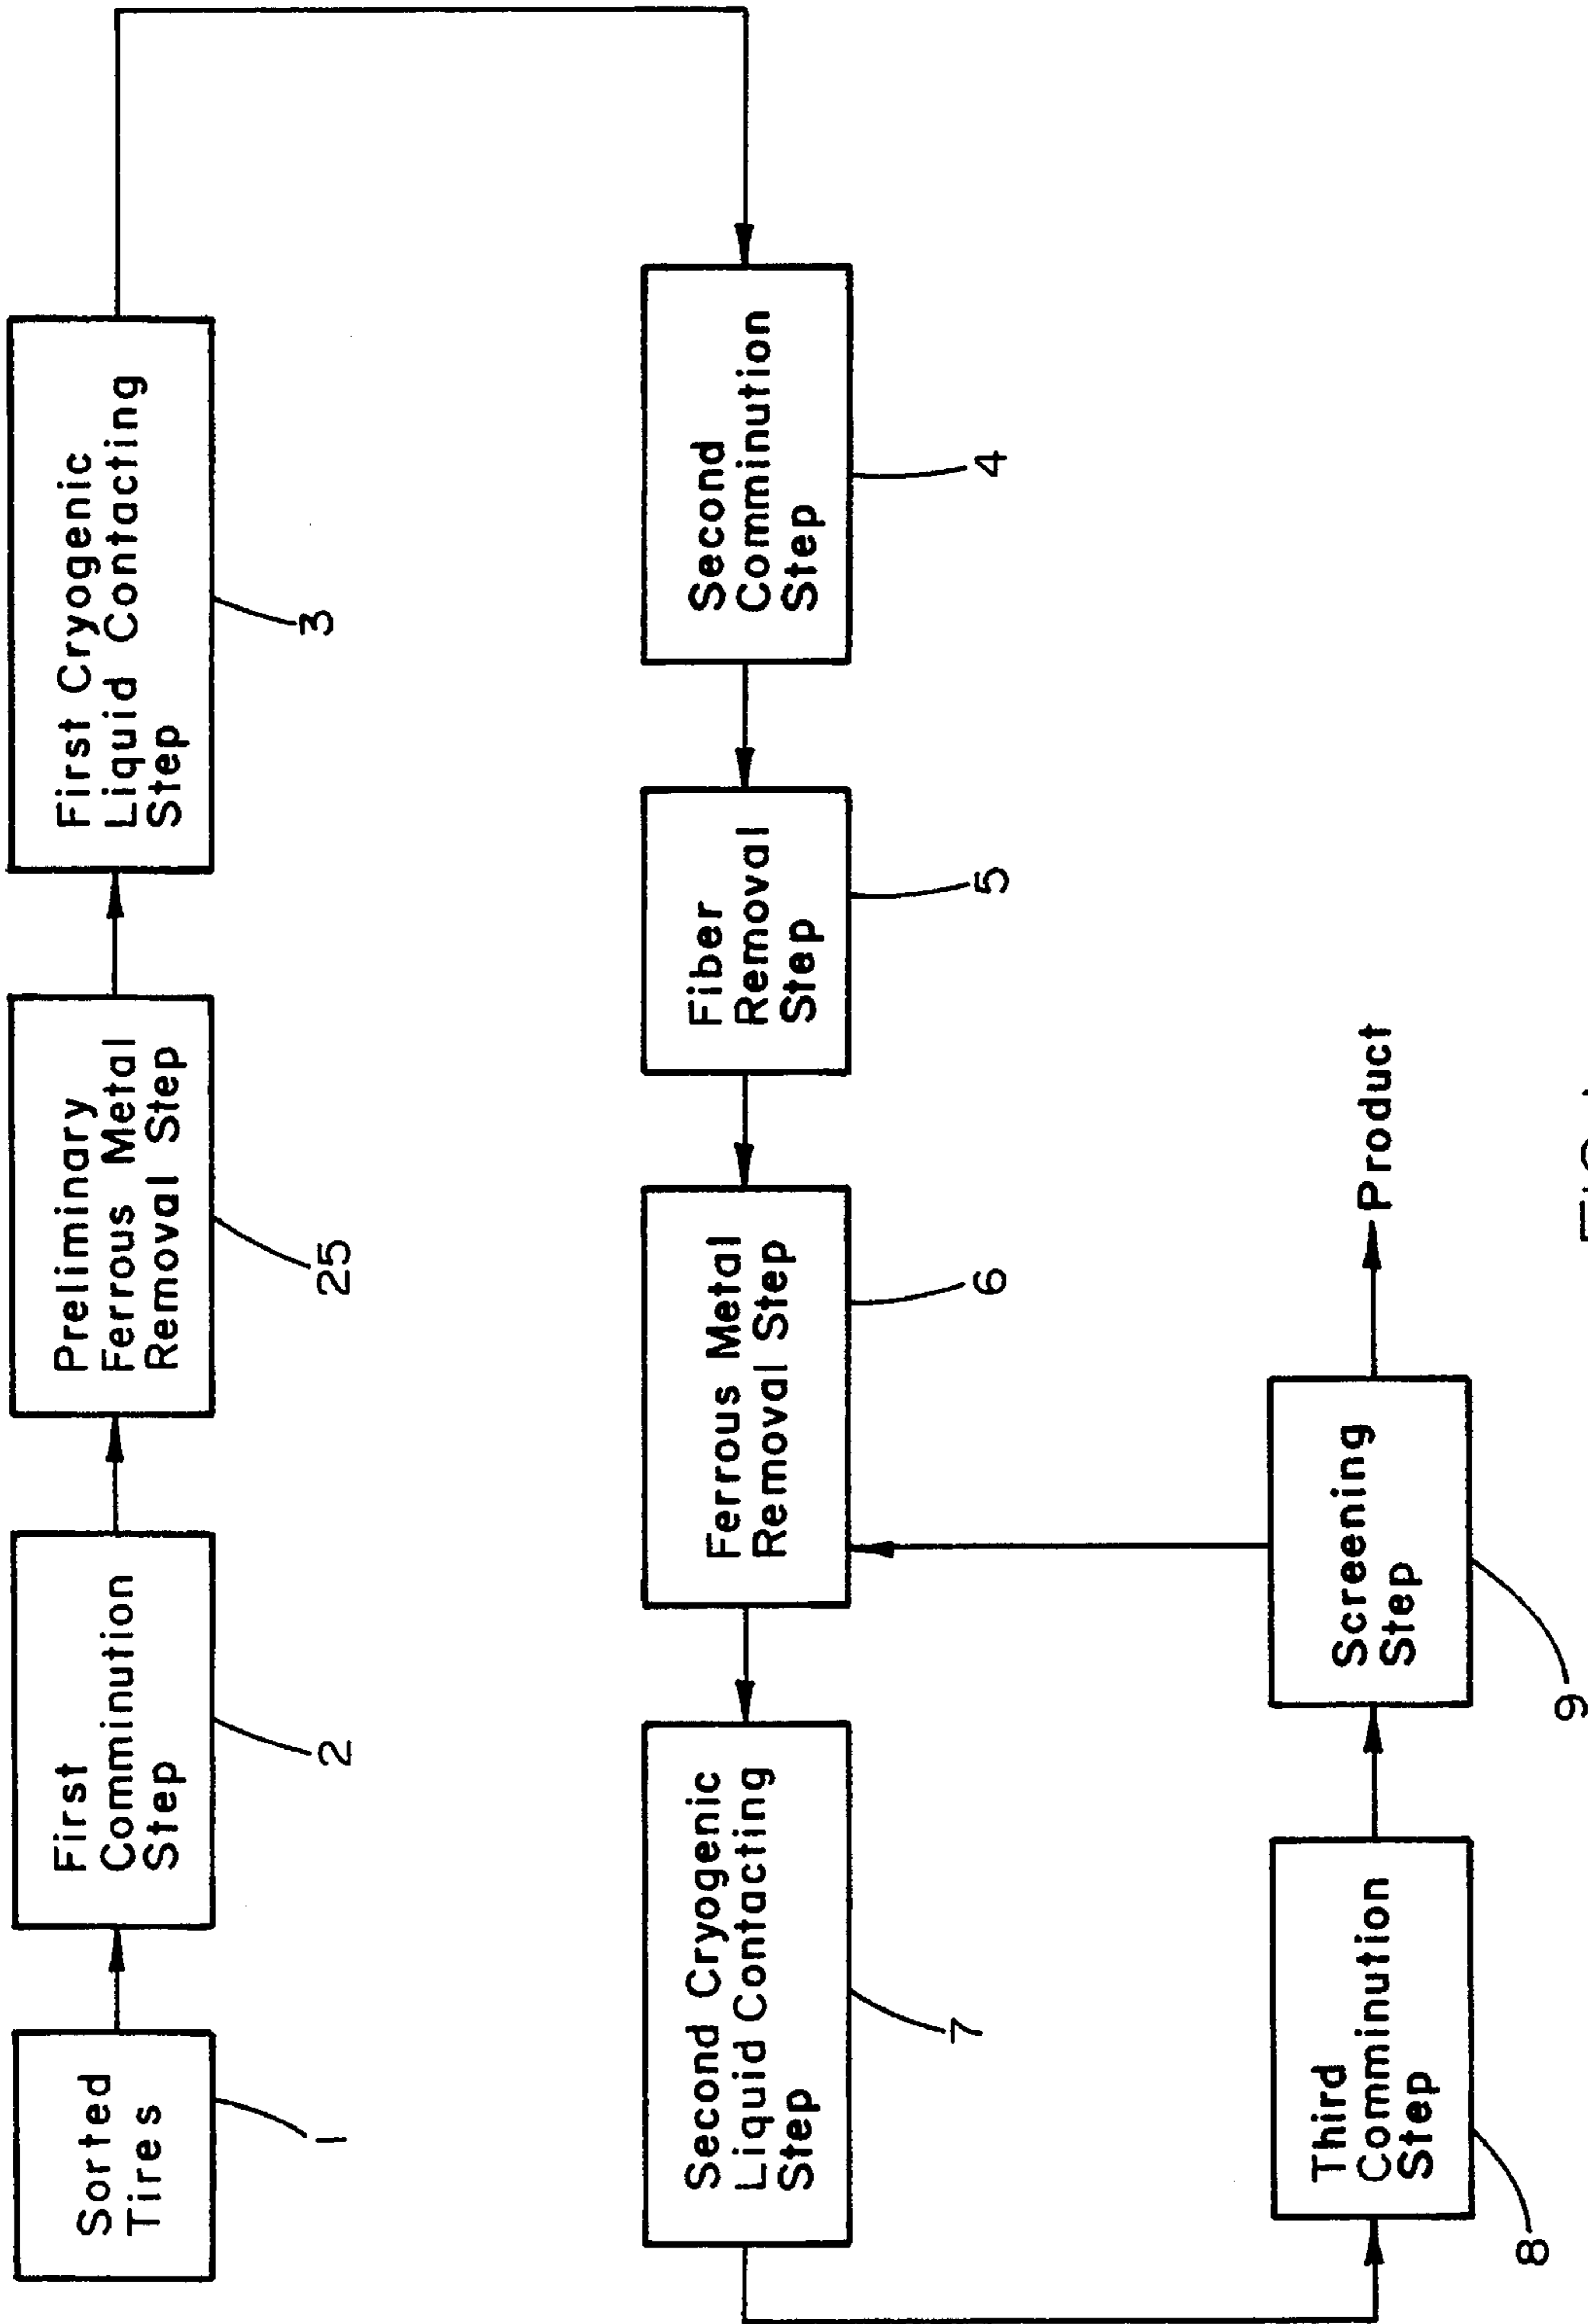 Sorted
Tires
1
First
Comminution
Step
2
Preliminary
Ferrous Metal
Removal Step
25
First Cryogenic
Liquid Contacting
Step
3
Second
Comminution
Step
4
Fiber
Removal
Step
5
Ferrous Metal
Removal Step
6
Second Cryogenic
Liquid Contacting
Step
7
Third
Comminution
Step
8
Screening
Step
9
Product